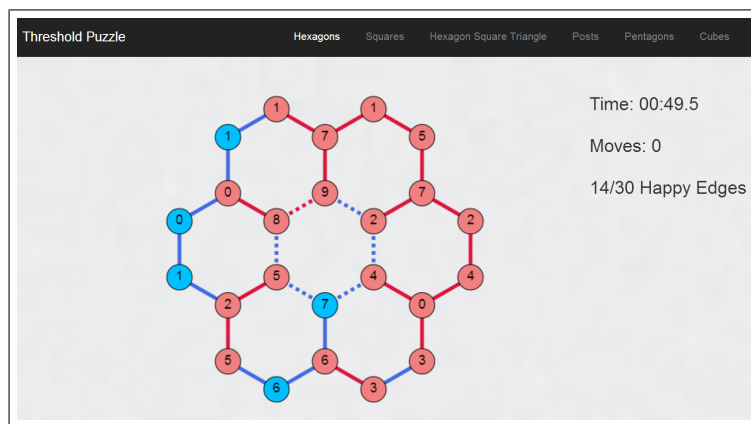 Threshold Puzzle Hexagons Squares Hexagon Square Triangle Posts Pentagons Cubes
Time: 00:49.5
Moves: 0
14/30 Happy Edges
1 1
1 7 5
0 9 7
0 8 2 2
1 5 4 4
2 7 0
5 6 3
6 3